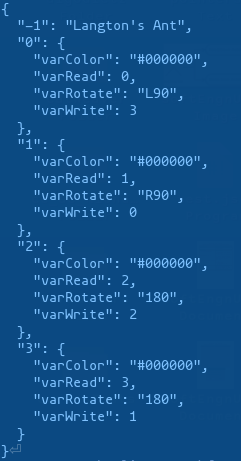 {
  "−1": "Langton's Ant",
  "0": {
    "varColor": "#000000",
    "varRead": 0,
    "varRotate": "L90",
    "varWrite": 3
  },
  "1": {
    "varColor": "#000000",
    "varRead": 1,
    "varRotate": "R90",
    "varWrite": 0
  },
  "2": {
    "varColor": "#000000",
    "varRead": 2,
    "varRotate": "180",
    "varWrite": 2
  },
  "3": {
    "varColor": "#000000",
    "varRead": 3,
    "varRotate": "180",
    "varWrite": 1
  }
}⏎